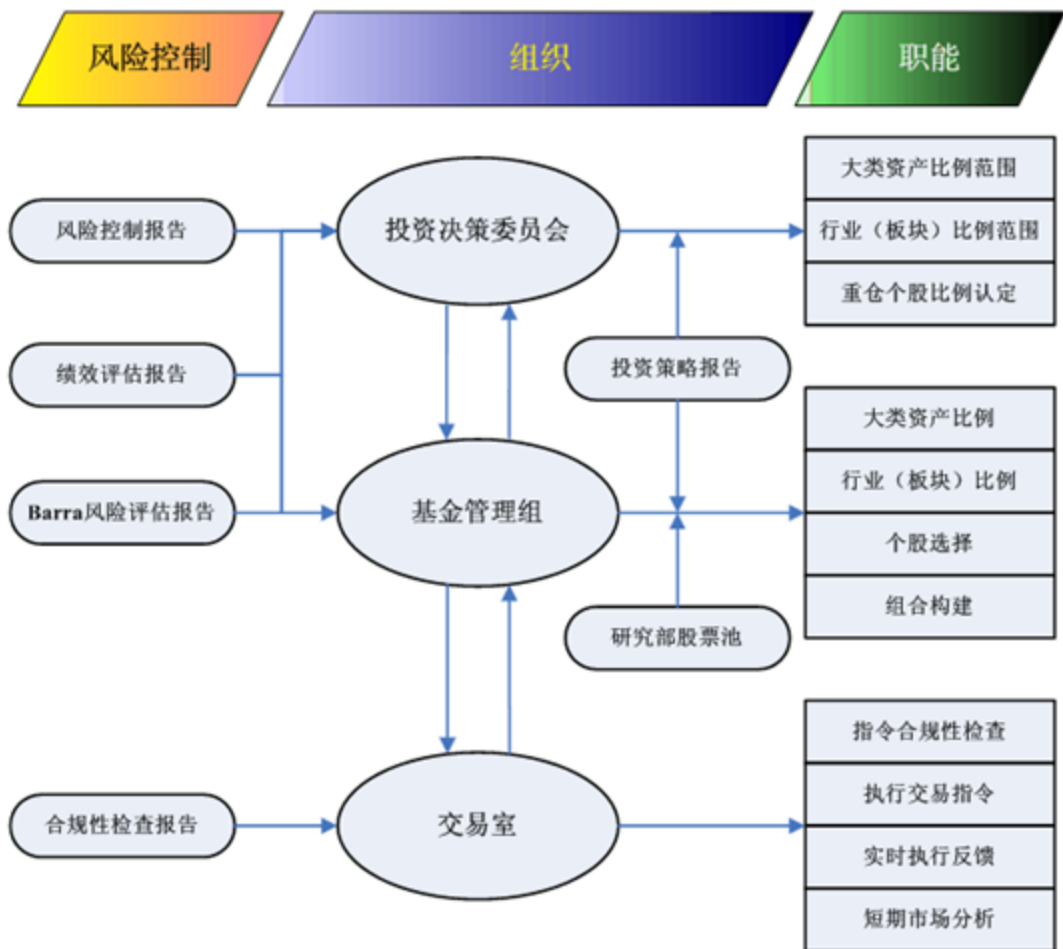 风险控制
组织
职能
大类资产比例范围
风险控制报告
投资决策委员会
行业（板块）比例范围
重仓个股比例认定
绩效评估报告
投资策略报告
大类资产比例
行业（板块）比例
Barra风险评估报告
基金管理组
个股选择
组合构建
研究部股票池
指令合规性检查
执行交易指令
合规性检查报告
交易室
实时执行反馈
短期市场分析